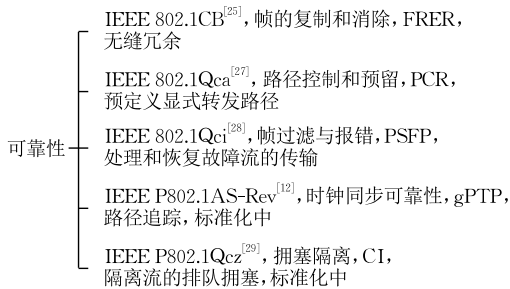 IEEE 802.1CB[25],帧的复制和消除,FRER,
无缝冗余
IEEE 802.1Qca[27],路径控制和预留,PCR,
预定义显式转发路径
可靠性
IEEE 802.1Qci[28],帧过滤与报错,PSFP,
处理和恢复故障流的传输
IEEE P802.1AS-Rev[12],时钟同步可靠性,gPTP,
路径追踪,标准化中
IEEE P802.1Qcz[29],拥塞隔离,CI,
隔离流的排队拥塞,标准化中